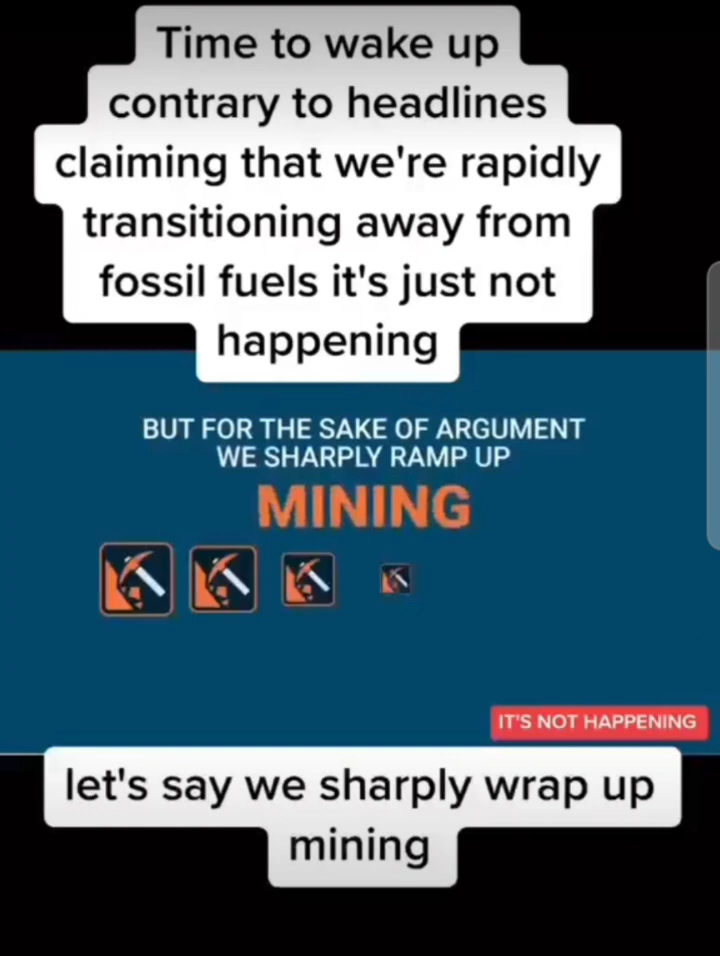 Time to wake up
contrary to headlines
claiming that we're rapidly
transitioning away from
fossil fuels it's just not
happening
BUT FOR THE SAKE OF ARGUMENT
WE SHARPLY RAMP UP
MINING
IT'S NOT HAPPENING
let's say we sharply wrap up
mining